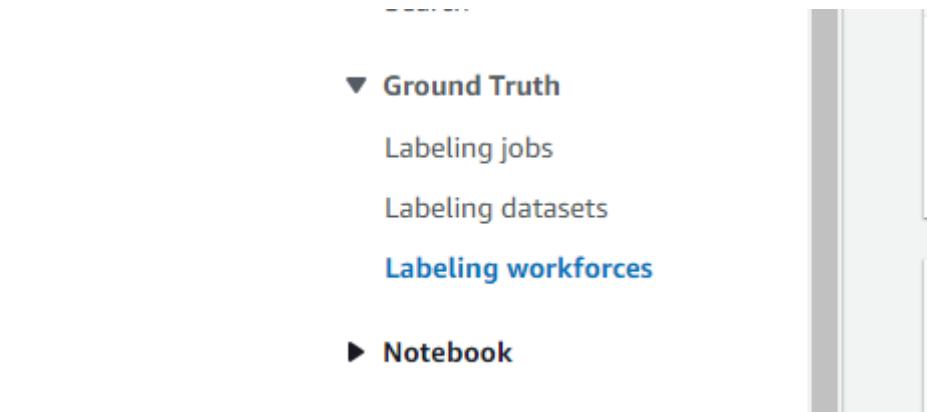 Ground Truth
Labeling jobs
Labeling datasets
Labeling workforces
Notebook